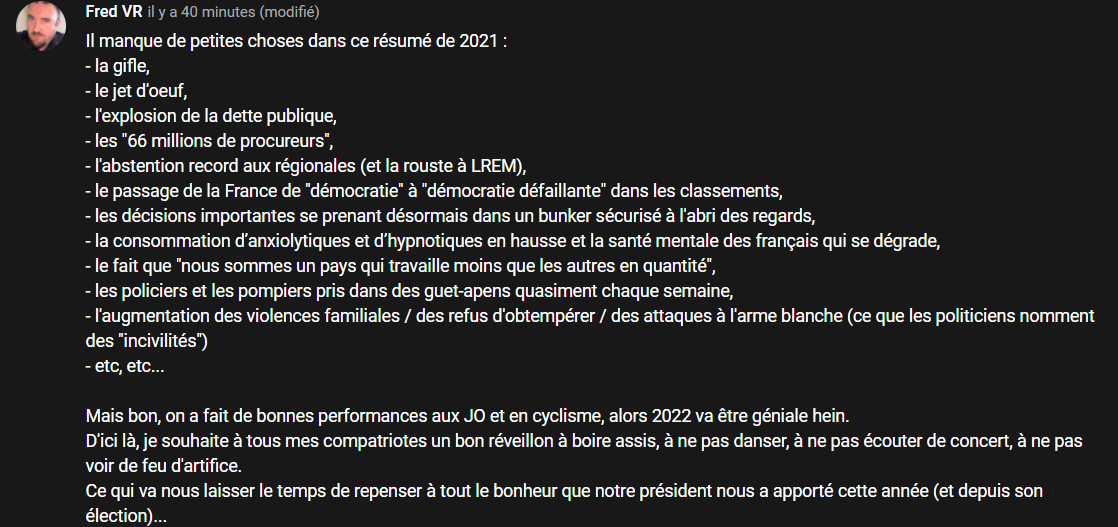 Fred VR il y a 40 minutes (modifié)
Il manque de petites choses dans ce résumé de 2021 :
- la gifle,
- le jet d'oeuf,
- l'explosion de la dette publique,
- les "66 millions de procureurs",
- l'abstention record aux régionales (et la rouste à LREM),
- le passage de la France de "démocratie" à "démocratie défaillante" dans les classements,
- les décisions importantes se prenant désormais dans un bunker sécurisé à l'abri des regards,
- la consommation d’anxiolytiques et d’hypnotiques en hausse et la santé mentale des français qui se dégrade,
- le fait que "nous sommes un pays qui travaille moins que les autres en quantité",
- les policiers et les pompiers pris dans des guet-apens quasiment chaque semaine,
- l'augmentation des violences familiales / des refus d'obtempérer / des attaques à l'arme blanche (ce que les politiciens nomment
des "incivilités")
- etc, etc...
Mais bon, on a fait de bonnes performances aux JO et en cyclisme, alors 2022 va être géniale hein.
D'ici là, je souhaite à tous mes compatriotes un bon réveillon à boire assis, à ne pas danser, à ne pas écouter de concert, à ne pas
voir de feu d'artifice.
Ce qui va nous laisser le temps de repenser à tout le bonheur que notre président nous a apporté cette année (et depuis son
élection)...